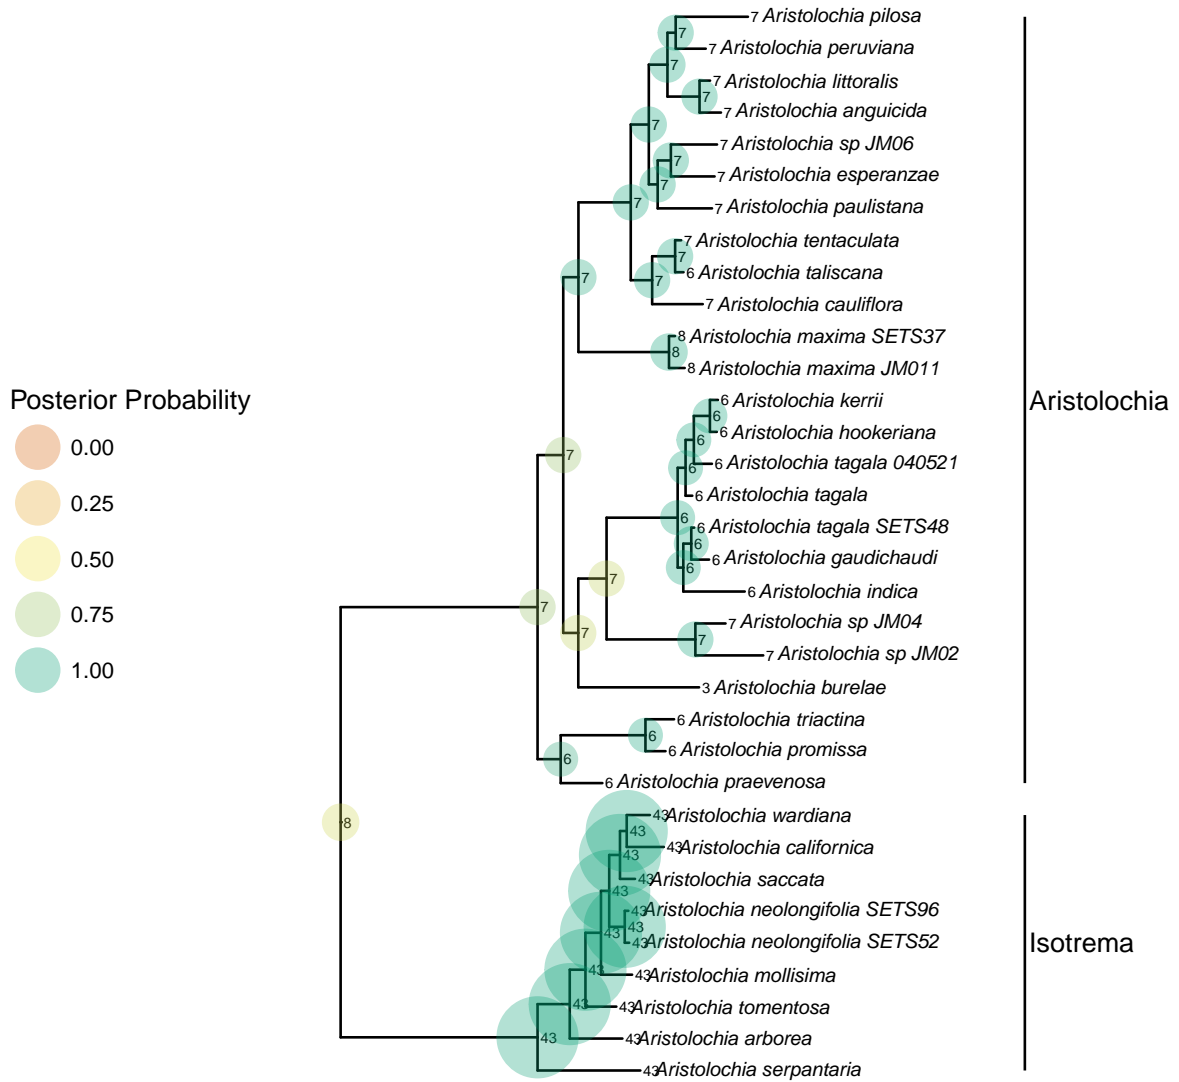 7 Aristolochia pilosa
7
7 Aristolochia peruviana
7
7 Aristolochia littoralis
7
7 Aristolochia anguicida
7
7 Aristolochia sp JM06
7
7 Aristolochia esperanzae
7
7 Aristolochia paulistana
7
7 Aristolochia tentaculata
7
6 Aristolochia taliscana
7
7
7 Aristolochia cauliflora
8 Aristolochia maxima SETS37
8
8 Aristolochia maxima JM011
Posterior Probability
0.00
0.25
0.50
0.75
1.00
6 Aristolochia kerrii
Aristolochia
6
6 Aristolochia hookeriana
6
7
6 Aristolochia tagala 040521
6
6 Aristolochia tagala
6
6 Aristolochia tagala SETS48
6
6 Aristolochia gaudichaudi
6
7
6 Aristolochia indica
7
7 Aristolochia sp JM04
7
7
7 Aristolochia sp JM02
3 Aristolochia burelae
6 Aristolochia triactina
6
6 Aristolochia promissa
6
6 Aristolochia praevenosa
8
43 Aristolochia wardiana
43
43 Aristolochia californica
43
43 Aristolochia saccata
43
43 Aristolochia neolongifolia SETS96
43
43
43 Aristolochia neolongifolia SETS52
Isotrema
43
43 Aristolochia mollisima
43
43 Aristolochia tomentosa
43
43 Aristolochia arborea
43 Aristolochia serpantaria